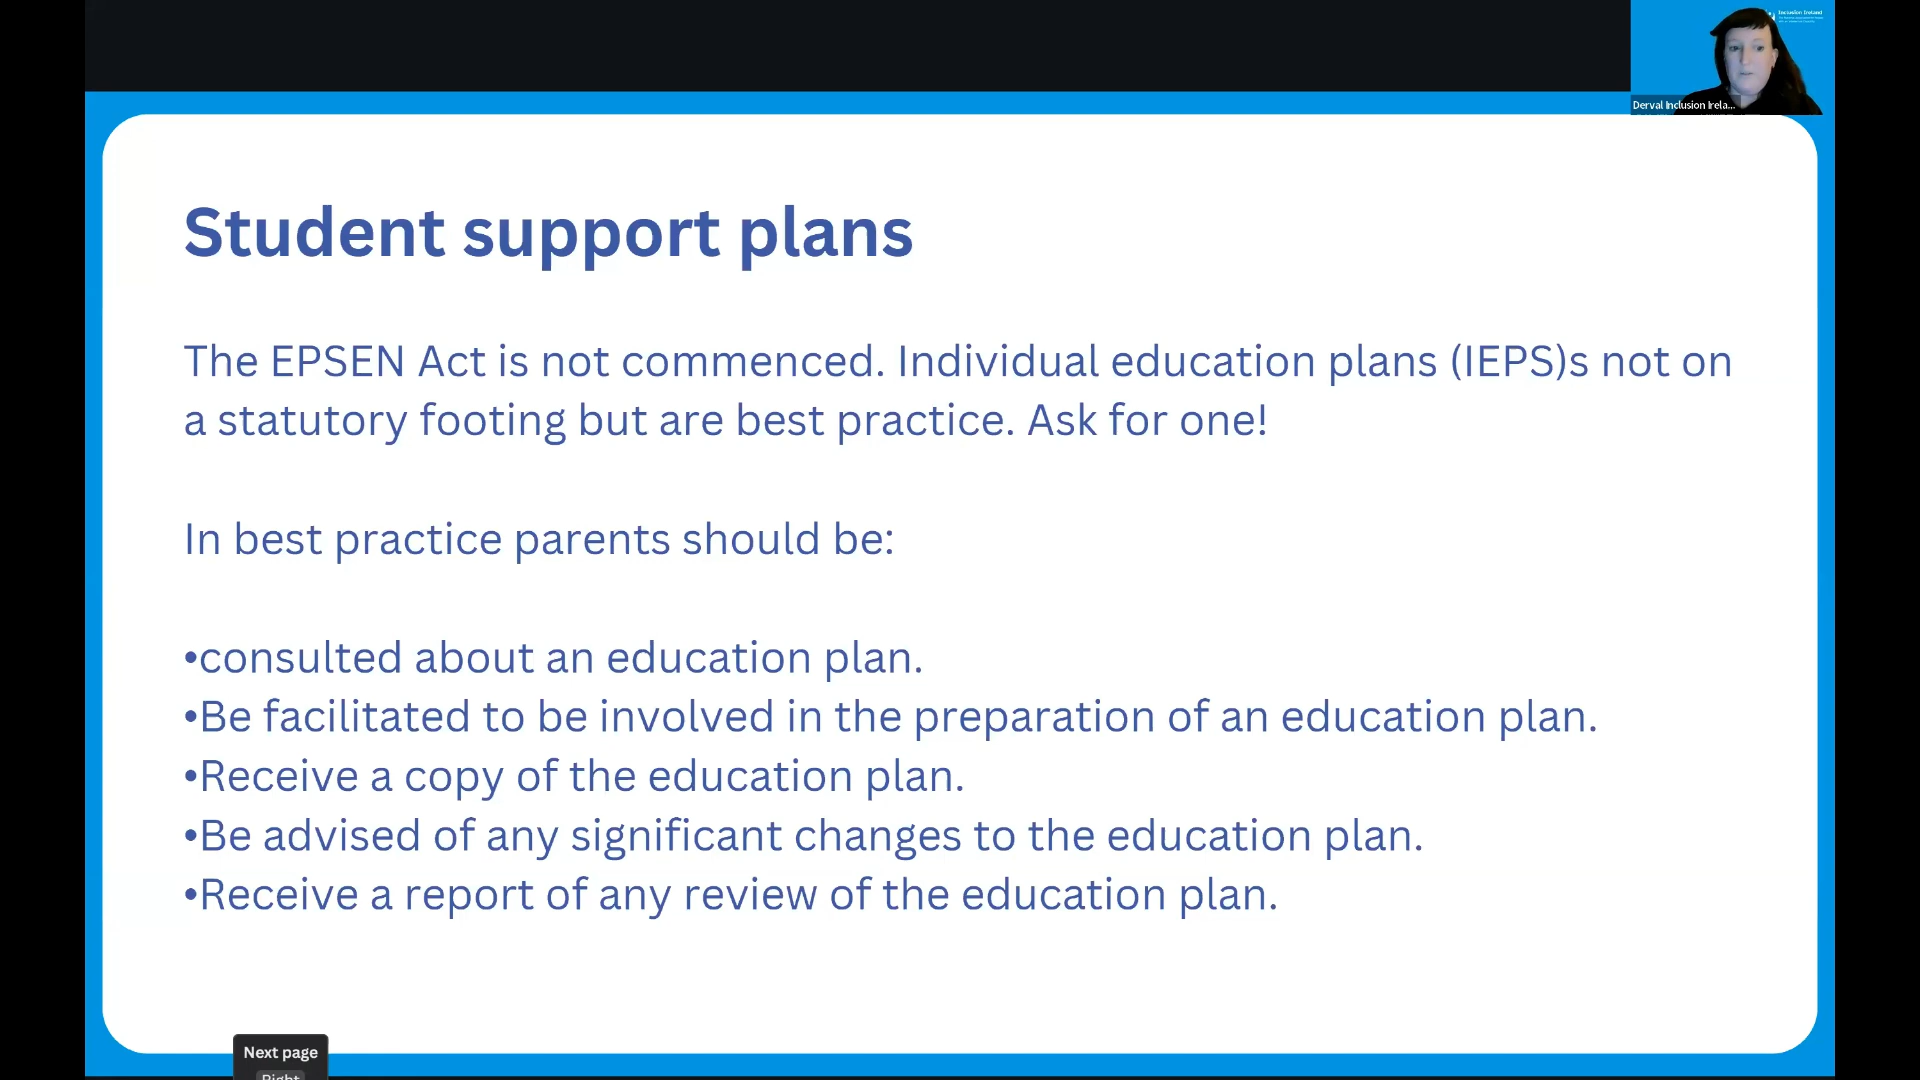 Inclusion Ireland
Derval Inclusion Irela...
Student support plans
The EPSEN Act is not commenced. Individual education plans (IEPS)s not on
a statutory footing but are best practice. Ask for one!
In best practice parents should be:
•consulted about an education plan.
•Be facilitated to be involved in the preparation of an education plan.
•Receive a copy of the education plan.
•Be advised of any significant changes to the education plan.
•Receive a report of any review of the education plan.
Next page
Right